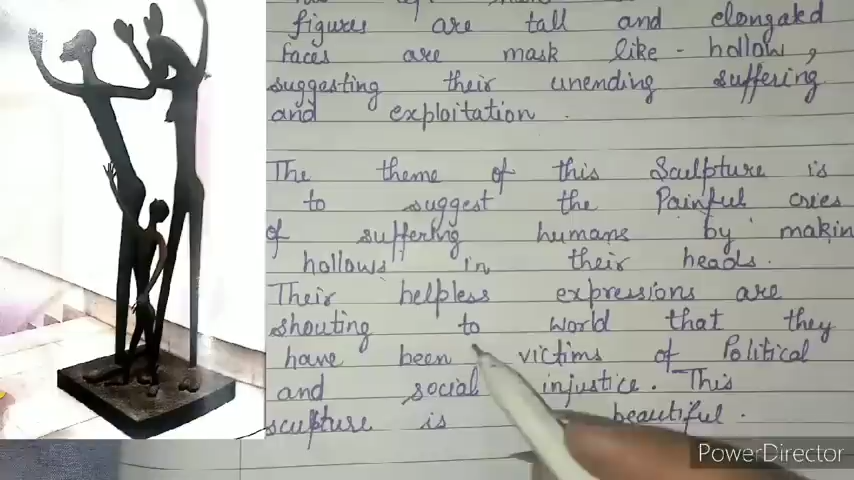 figures are tall and elongated
faces are mask like - hollow,
suggesting their unending suffering
and exploitation.
The theme of this Sculpture is
to suggest the Painful cries
of suffering humans by makin
hollows in their heads.
Their helpless expressions are
shouting to world that they
have been victims of Political
and social injustice. This
sculpture is beautiful.
PowerDirector